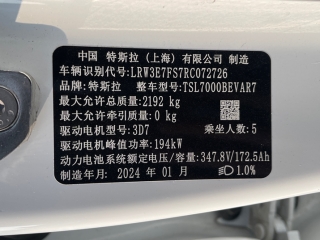 中国 特斯拉（上海）有限公司 制造
车辆识别代号:LRW3E7FS7RC072726
品牌:特斯拉 整车型号:TSL7000BEVAR7
最大允许总质量:2192 kg
最大允许牵引质量:0 kg
驱动电机型号:3D7 乘坐人数:5
驱动电机峰值功率:194kW
动力电池系统额定电压/容量:347.8V/172.5Ah
制造年月:2024 年 01 月 1.0%